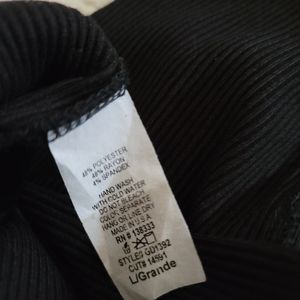 48% POLYESTER
48% RAYON
4% SPANDEX
HAND WASH
WITH COLD WATER
DO NOT BLEACH
COLOR, SEPARATE
HANG OR LINE DRY
MADE IN U.S.A
RN # 138333
STYLE# GD1392
CUT# 14591
L/Grande